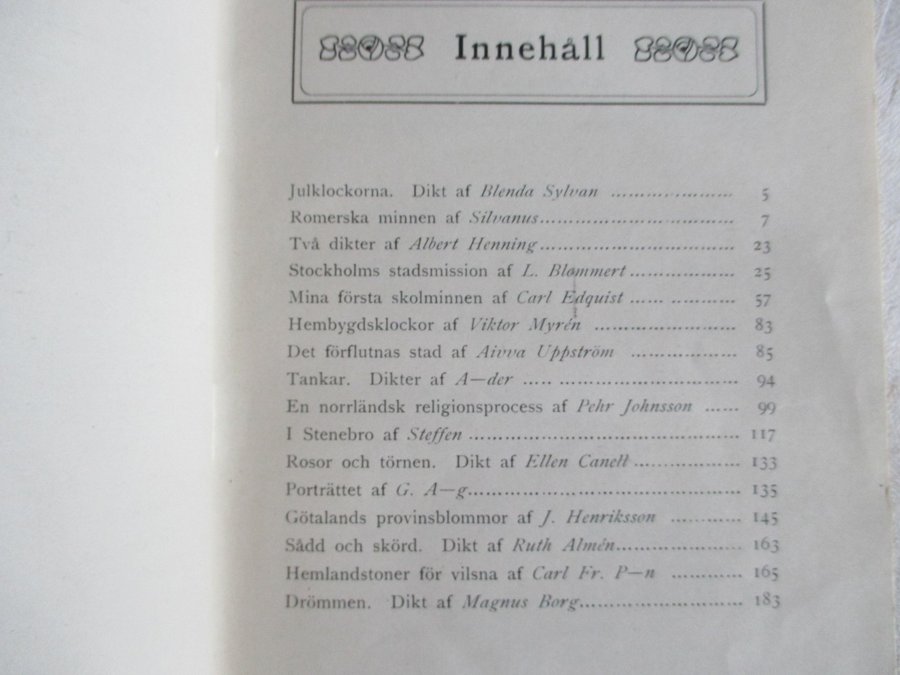 Innehåll
Julklockorna. Dikt af Blenda Sylvan ........................ 5
Romerska minnen af Silvanus.................................. 7
Två dikter af Albert Henning.................................. 23
Stockholms stadsmission af L. Blommert.................. 25
Mina första skolminnen af Carl Edquist ...... ........... 57
Hembygdsklockor af Viktor Myrén ........................ 83
Det förflutnas stad af Aivva Uppström .................. 85
Tankar. Dikter af A—der ..... ............................... 94
En norrländsk religionsprocess af Pehr Johnsson ...... 99
I Stenebro af Steffen ............................................... 117
Rosor och törnen. Dikt af Ellen Canell.................. 133
Porträttet af G. A—g............................................... 135
Götalands provinsblommor af J. Henriksson ............ 145
Sådd och skörd. Dikt af Ruth Almén..................... 163
Hemlandstoner för vilsna af Carl Fr. P—n ............ 165
Drömmen. Dikt af Magnus Borg............................ 183